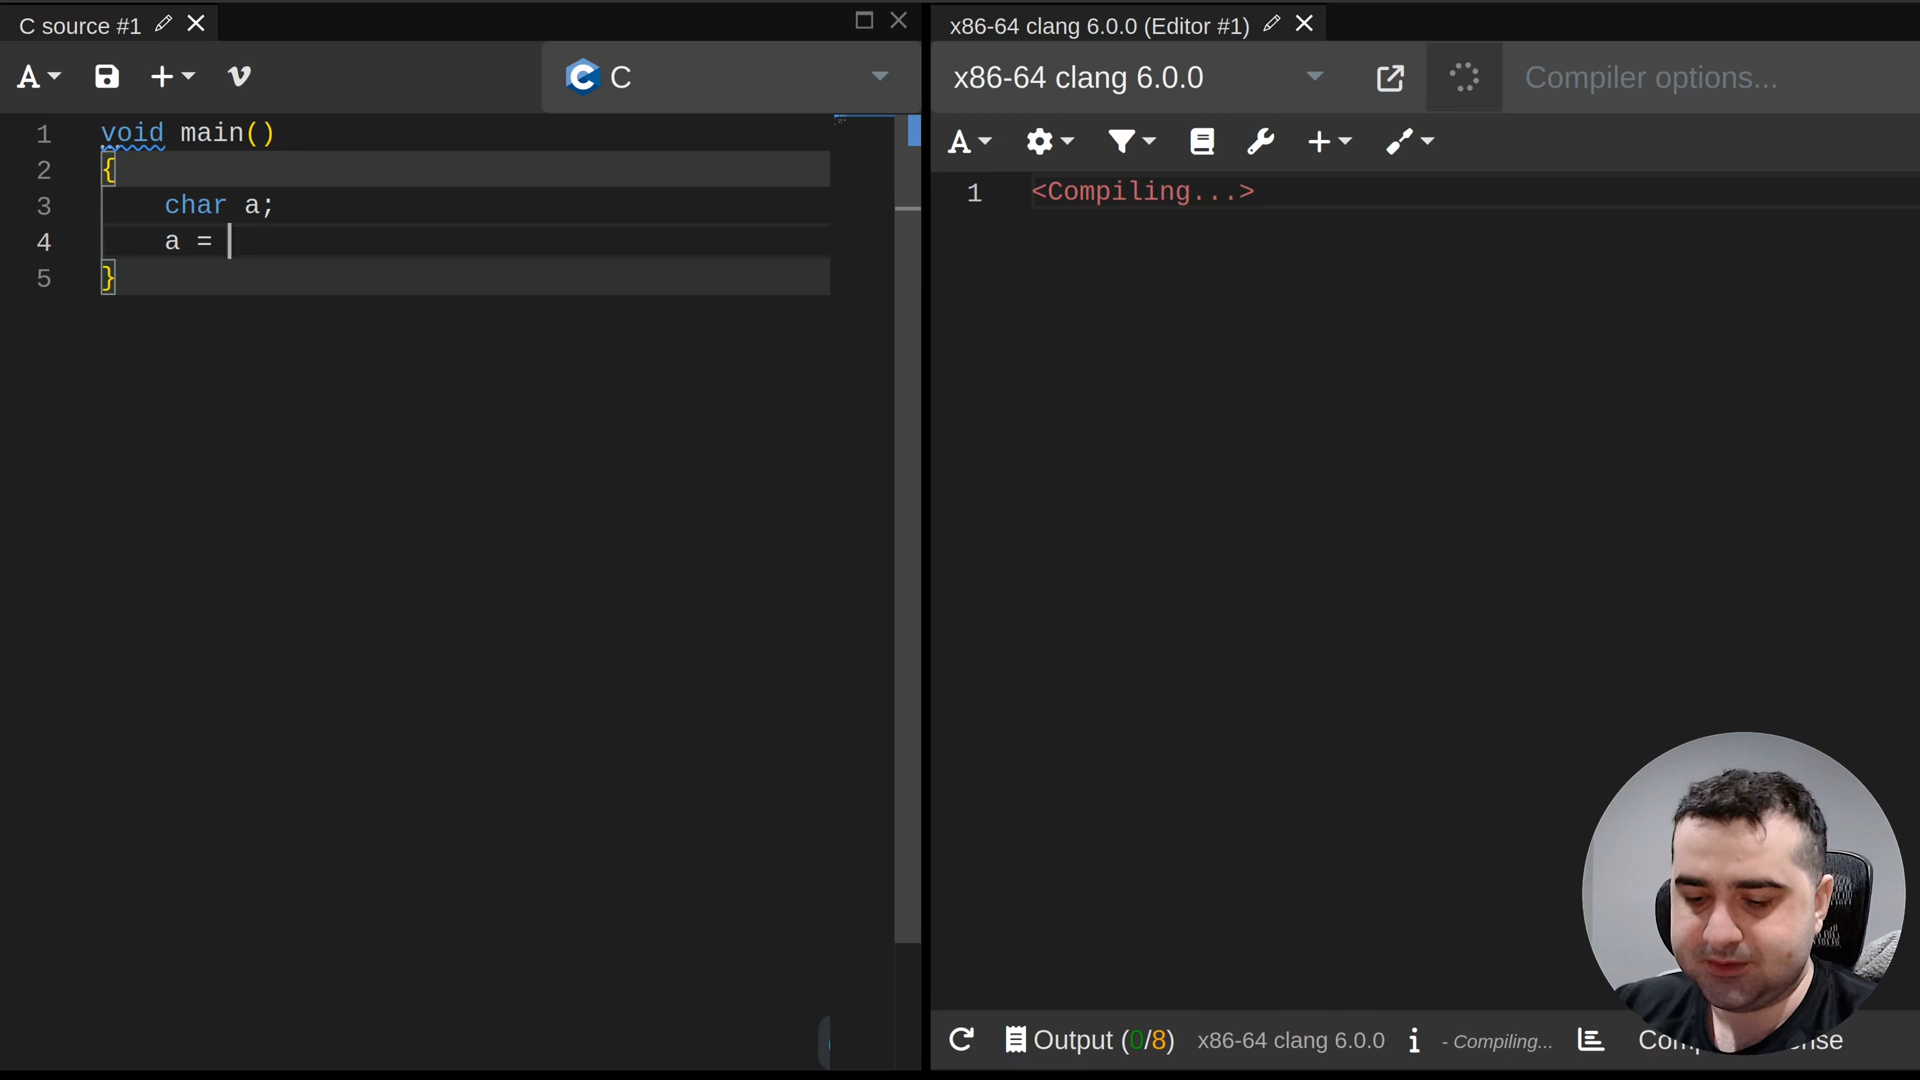 C source #1
x86-64 clang 6.0.0 (Editor #1)
A
C
x86-64 clang 6.0.0
Compiler options...
A
1 void main()
2 {
3 char a;
4 a =
5 }
1 <Compiling...>
Output (0/8) x86-64 clang 6.0.0 i - Compiling...